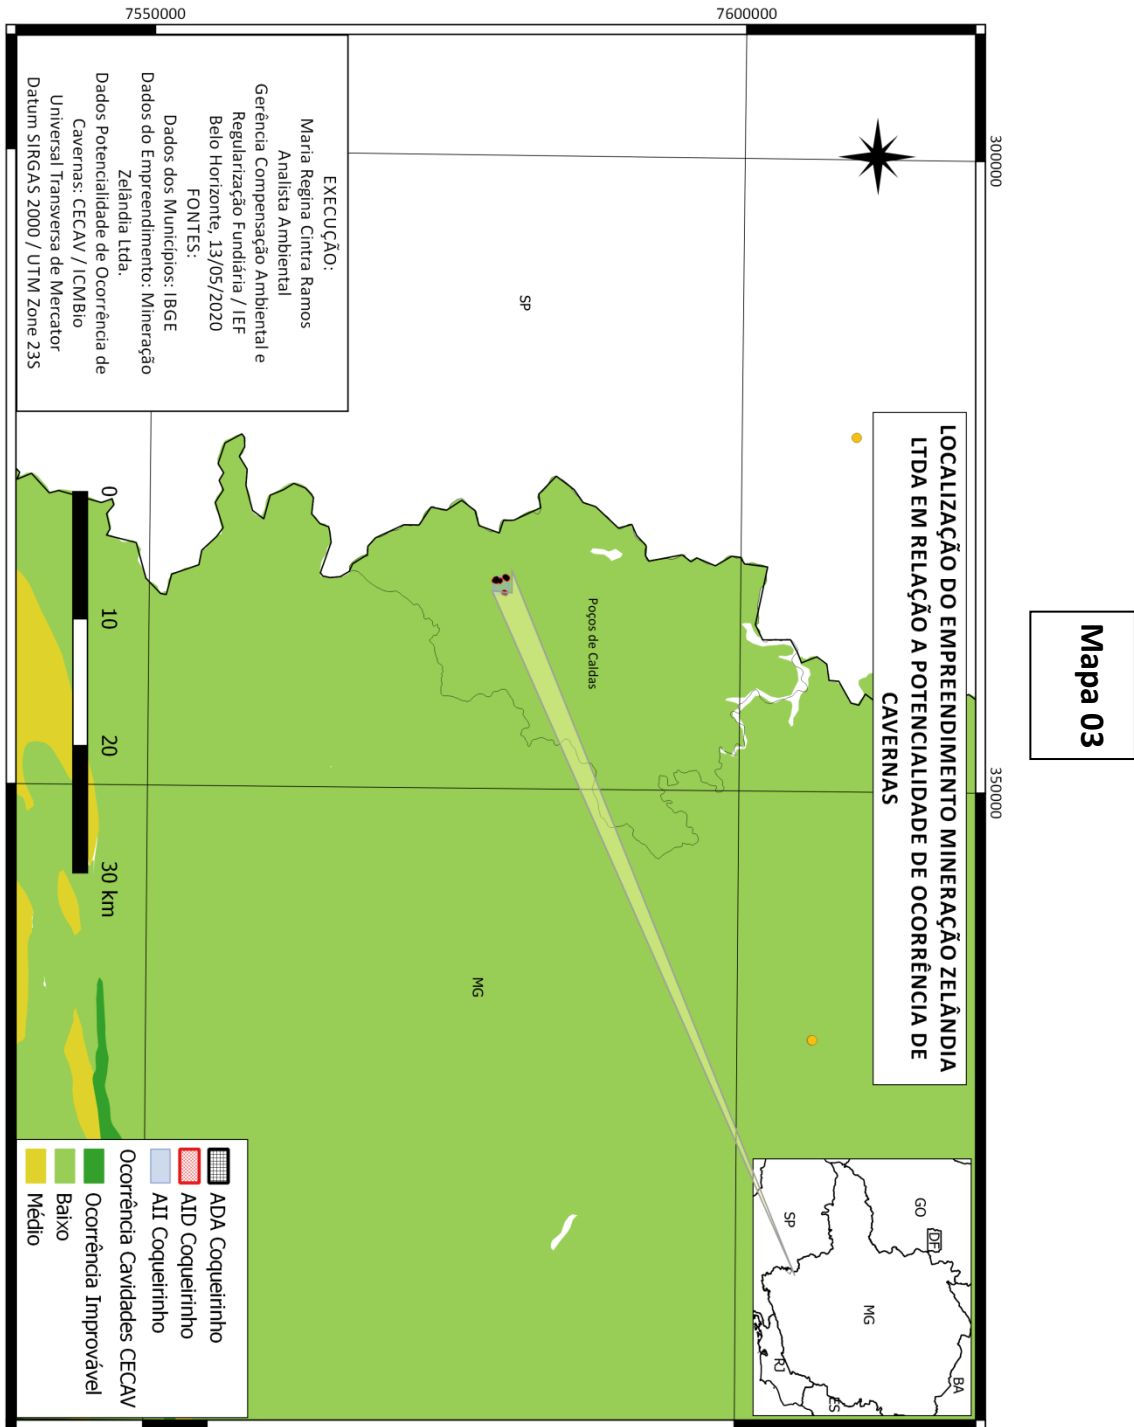 Mapa 03
LOCALIZAÇÃO DO EMPREENDIMENTO MINERAÇÃO ZELÂNDIA
LTDA EM RELAÇÃO A POTENCIALIDADE DE OCORRÊNCIA DE
CAVERNAS
300000
350000
7600000
7550000
SP
MG
Poços de Caldas
GO
DF
BA
SP
MG
RJ
ES
EXECUÇÃO:
Maria Regina Cintra Ramos
Analista Ambiental
Gerência Compensação Ambiental e
Regularização Fundiária / IEF
Belo Horizonte, 13/05/2020
FONTES:
Dados dos Municípios: IBGE
Dados do Empreendimento: Mineração
Zelândia Ltda.
Dados Potencialidade de Ocorrência de
Cavernas: CECAV / ICMBio
Universal Transversa de Mercator
Datum SIRGAS 2000 / UTM Zone 23S
0
10
20
30 km
ADA Coqueirinho
AID Coqueirinho
AII Coqueirinho
Ocorrência Cavidades CECAV
Ocorrência Improvável
Baixo
Médio